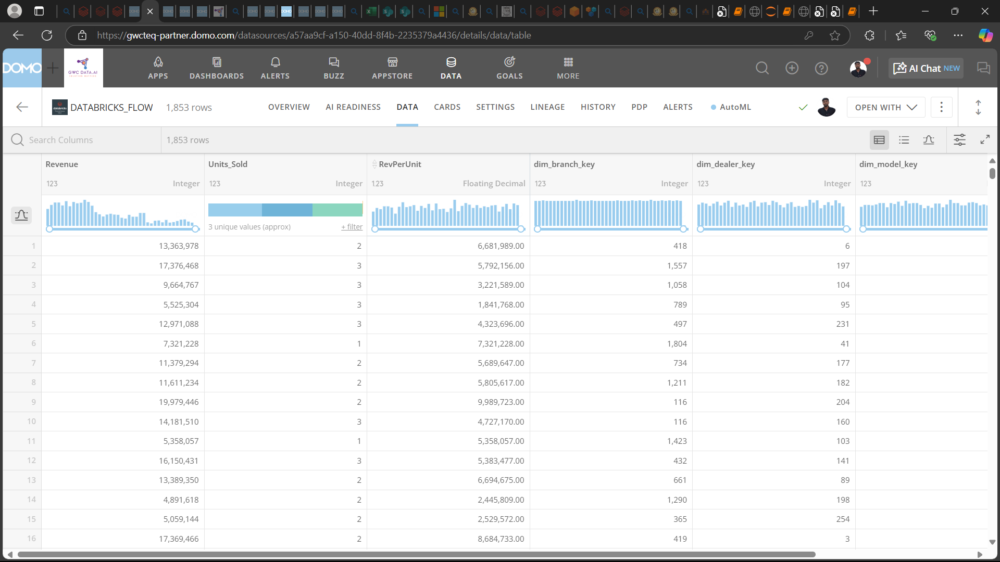 https://gwcteq-partner.domo.com/datasources/a57aa9cf-a150-40dd-8f4b-2235379a4436/details/data/table
DOMO
GWC DATA.AI
APPS
DASHBOARDS
ALERTS
BUZZ
APPSTORE
DATA
GOALS
MORE
AI Chat NEW
DATABRICKS_FLOW 1,853 rows
OVERVIEW AI READINESS DATA CARDS SETTINGS LINEAGE HISTORY PDP ALERTS AutoML
OPEN WITH
Search Columns 1,853 rows
Revenue Units_Sold RevPerUnit dim_branch_key dim_dealer_key dim_model_key
123 Integer 123 Integer 1.23 Floating Decimal 123 Integer 123 Integer 123
3 unique values (approx) + filter
1 13,363,978 2 6,681,989.00 418 6
2 17,376,468 3 5,792,156.00 1,557 197
3 9,664,767 3 3,221,589.00 1,058 104
4 5,525,304 3 1,841,768.00 789 95
5 12,971,088 3 4,323,696.00 497 231
6 7,321,228 1 7,321,228.00 1,804 41
7 11,379,294 2 5,689,647.00 734 177
8 11,611,234 2 5,805,617.00 1,211 182
9 19,979,446 2 9,989,723.00 116 204
10 14,181,510 3 4,727,170.00 116 160
11 5,358,057 1 5,358,057.00 1,423 103
12 16,150,431 3 5,383,477.00 432 141
13 13,389,350 2 6,694,675.00 661 89
14 4,891,618 2 2,445,809.00 1,290 198
15 5,059,144 2 2,529,572.00 365 254
16 17,369,466 2 8,684,733.00 419 3